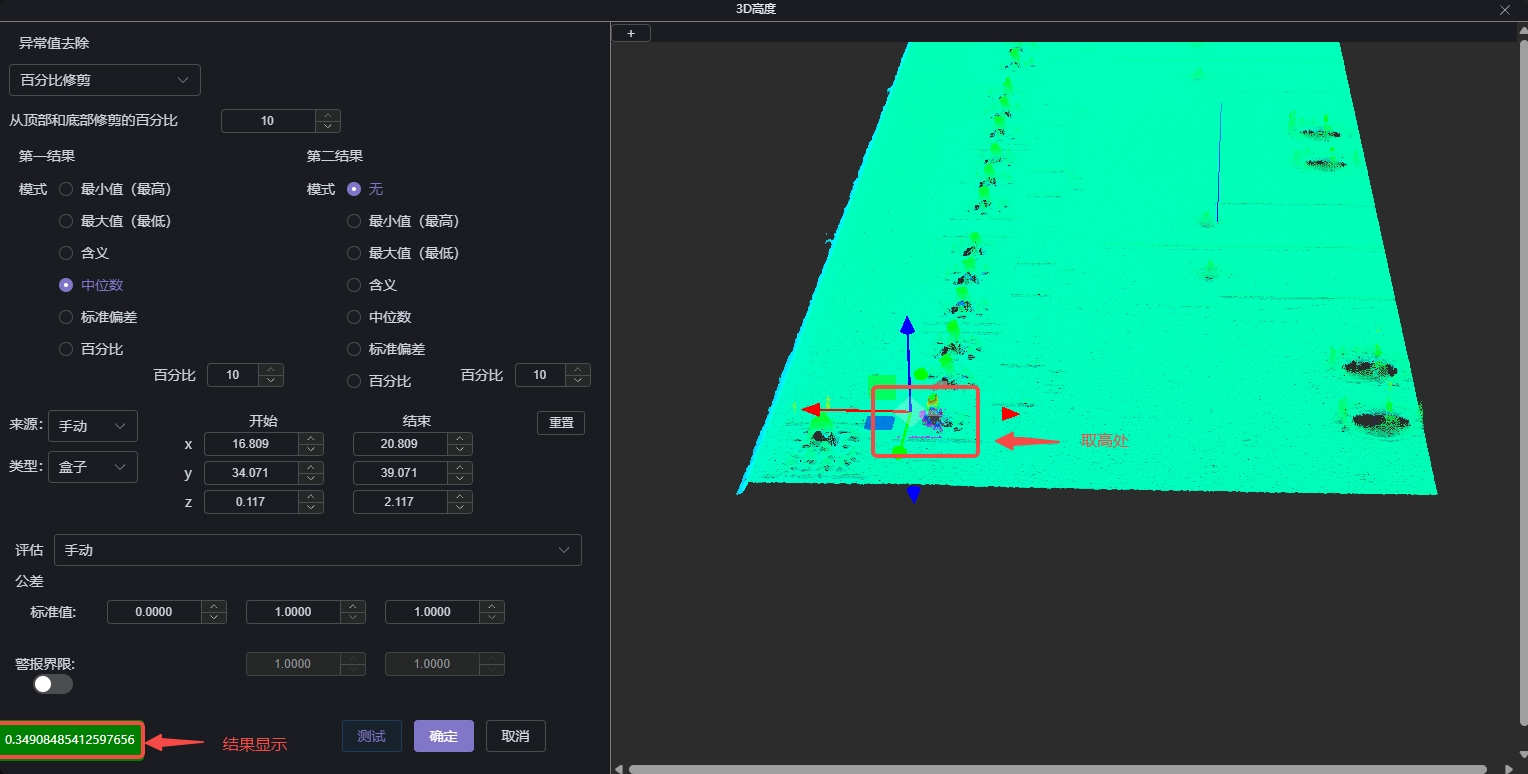 3D高度
+
异常值去除
百分比修剪
从顶部和底部修剪的百分比 10
第一结果 第二结果
模式 最小值（最高） 模式 无
最大值（最低） 最小值（最高）
含义 最大值（最低）
中位数 含义
标准偏差 中位数
百分比 标准偏差
百分比 10 百分比 百分比 10
开始 结束 重置
来源: 手动
x 16.809 20.809
类型: 盒子
y 34.071 39.071
z 0.117 2.117
取高处
评估 手动
公差
标准值: 0.0000 1.0000 1.0000
警报界限: 1.0000 1.0000
0.34908485412597656 结果显示 测试 确定 取消